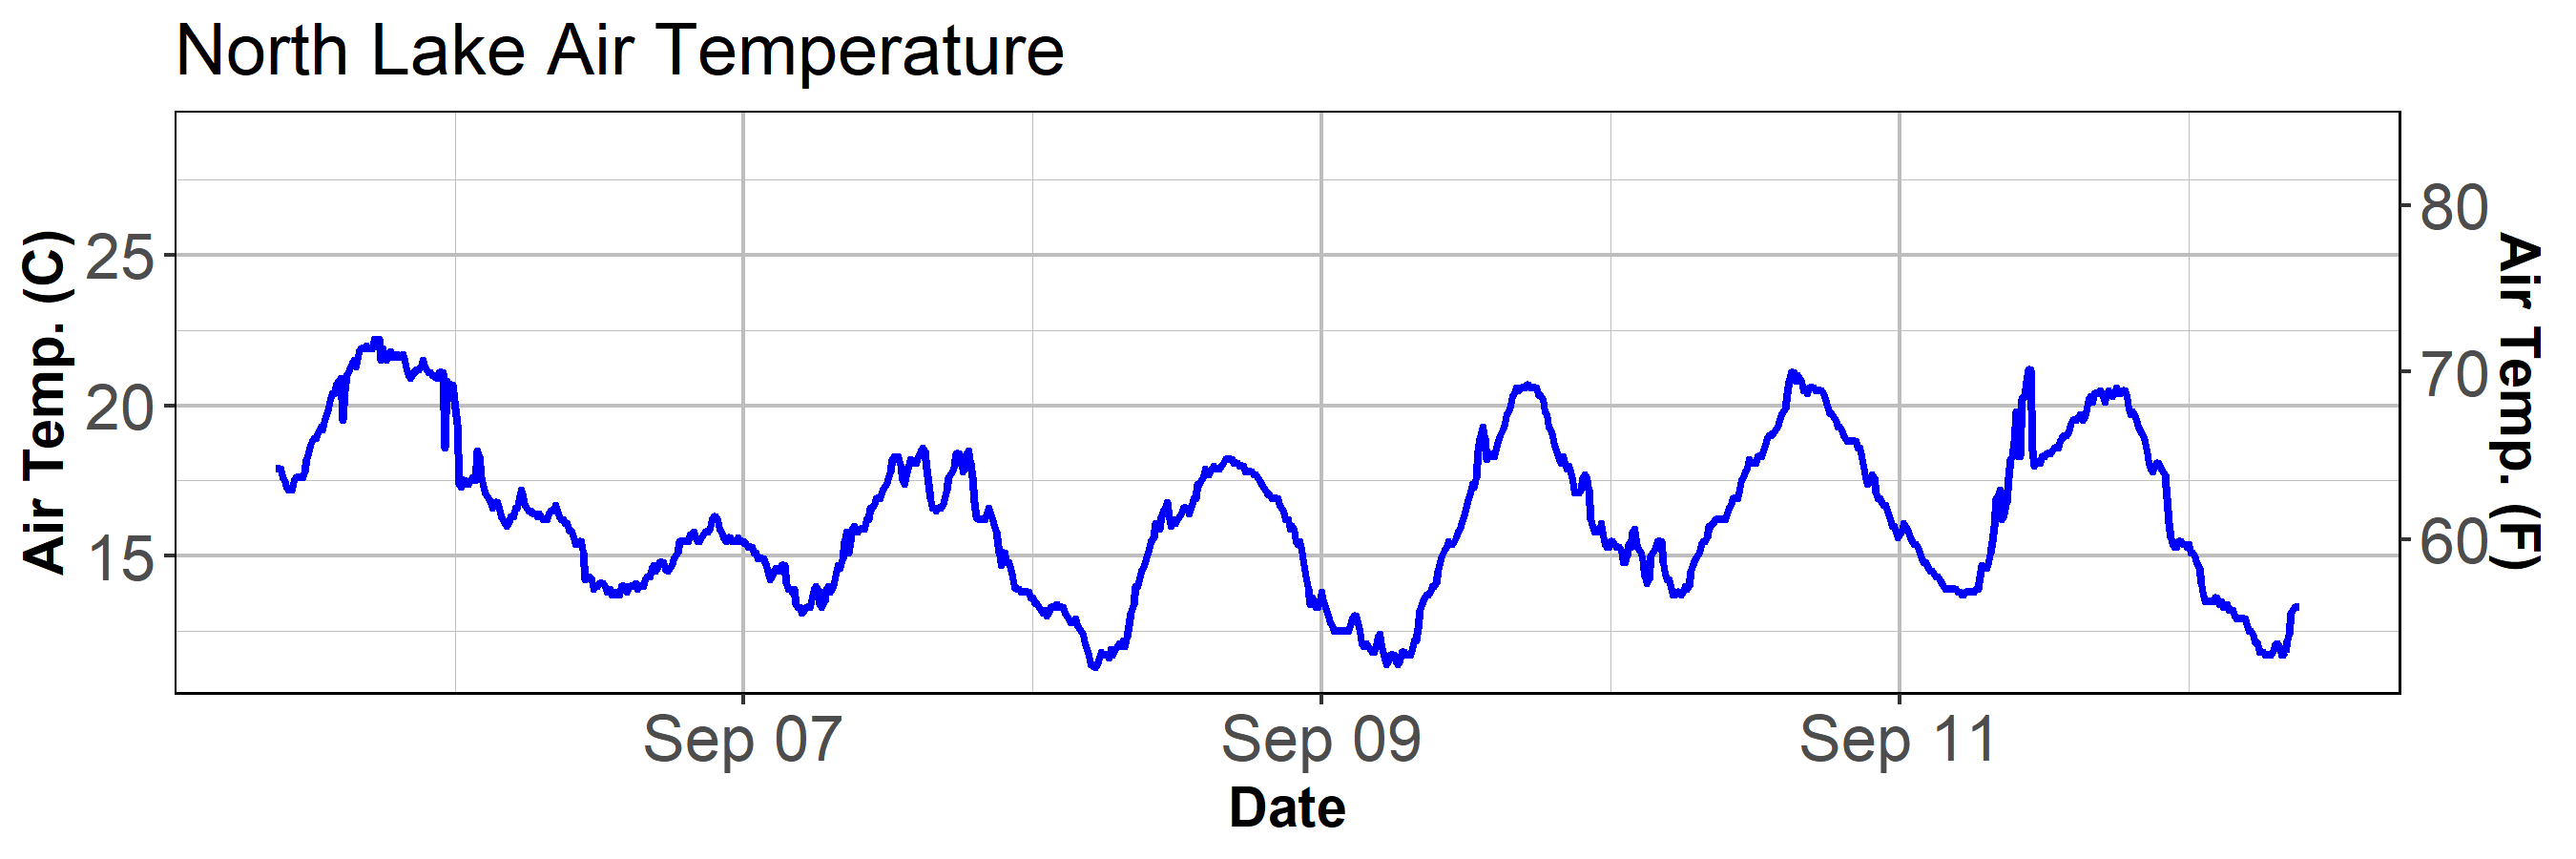 North Lake Air Temperature
Air Temp. (C)
25
20
15
80
70
60
Air Temp. (F)
Sep 07
Sep 09
Sep 11
Date